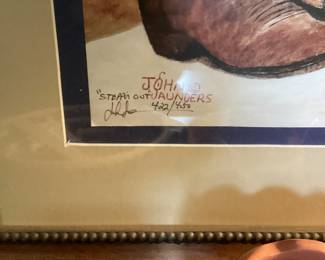 JOHN
"STEPPIN OUT" SAUNDERS
422/450